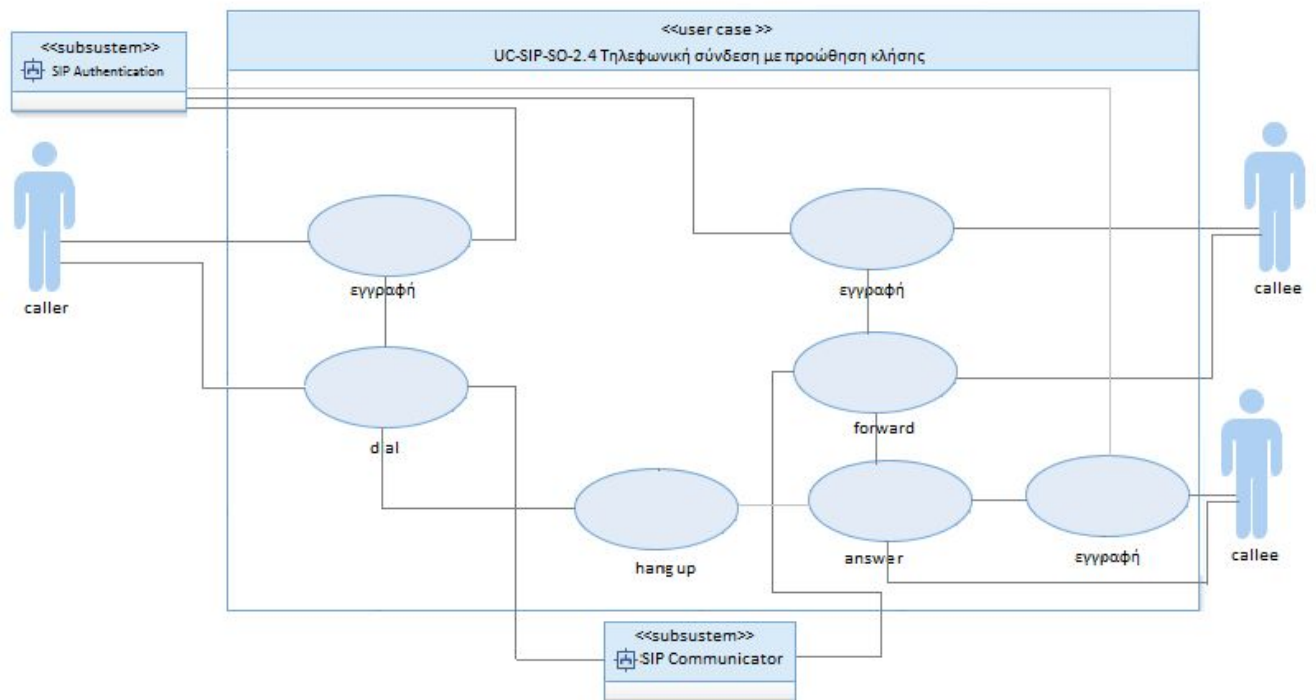 <<subsustem>>
SIP Authentication
<<user case >>
UC-SIP-SO-2.4 Τηλεφωνική σύνδεση με προώθηση κλήσης
caller
εγγραφή
εγγραφή
callee
dial
forward
hang up
answer
εγγραφή
callee
<<subsustem>>
:SIP Communicator